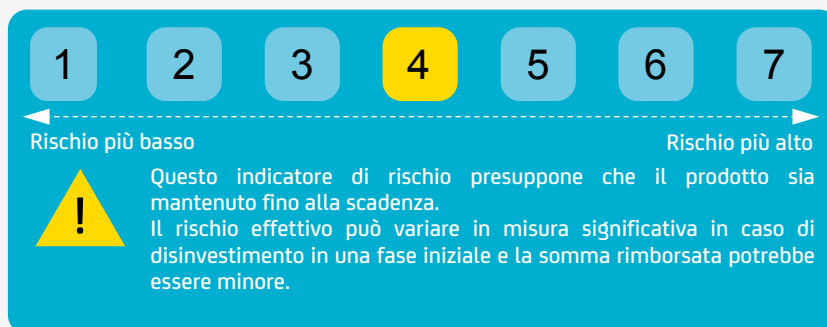 1 2 3 4 5 6 7
Rischio più basso Rischio più alto
!
Questo indicatore di rischio presuppone che il prodotto sia
mantenuto fino alla scadenza.
Il rischio effettivo può variare in misura significativa in caso di
disinvestimento in una fase iniziale e la somma rimborsata potrebbe
essere minore.